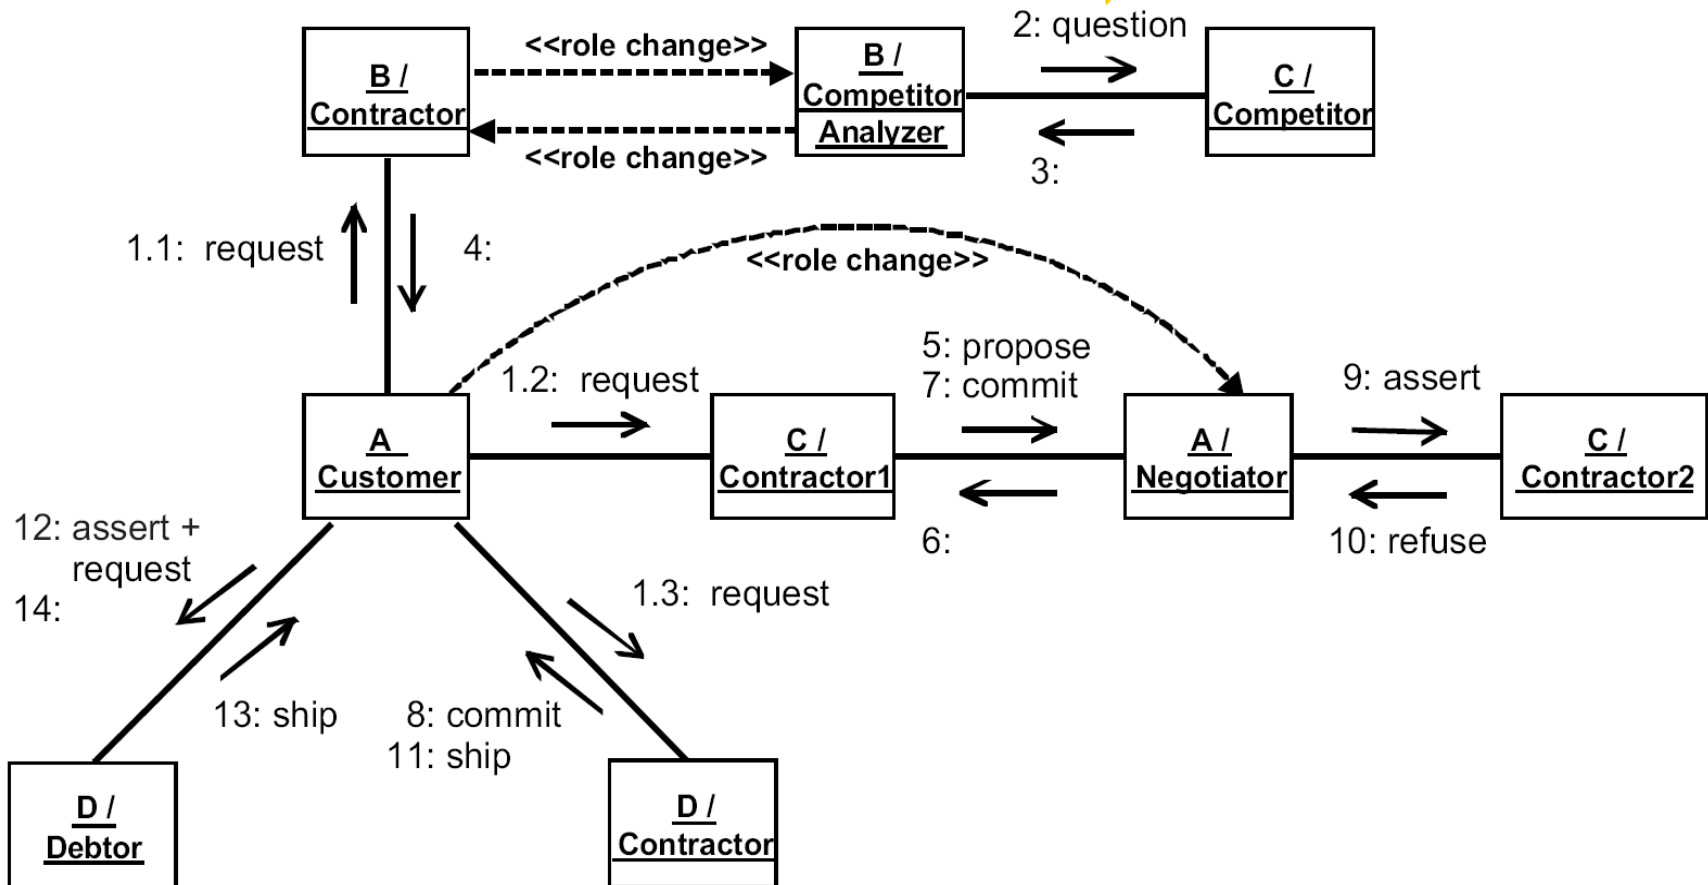 2: question
<<role change>>
B /
Contractor
B /
Competitor
Analyzer
C /
Competitor
<<role change>>
3:
1.1: request
4:
<<role change>>
5: propose
7: commit
1.2: request
9: assert
A
Customer
C /
Contractor1
A /
Negotiator
C /
Contractor2
6:
10: refuse
12: assert +
request
14:
1.3: request
13: ship
8: commit
11: ship
D /
Debtor
D /
Contractor